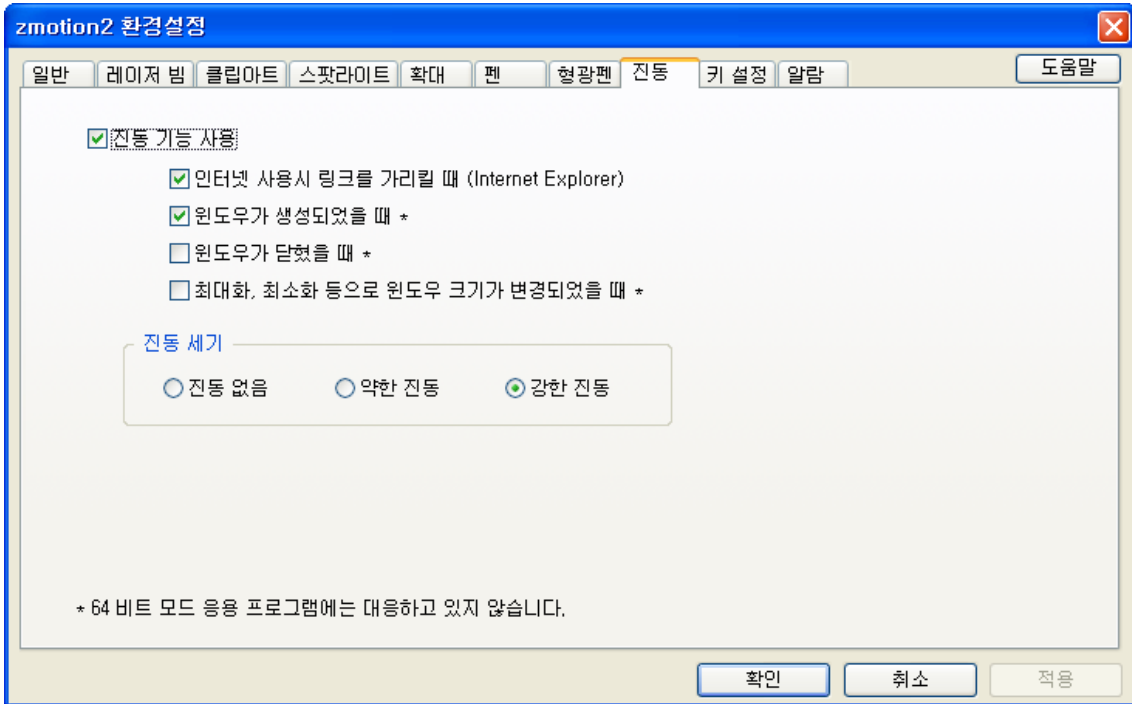 zmotion2 환경설정
일반 레이저 빔 클립아트 스팟라이트 확대 펜 형광펜 진동 키 설정 알람 도움말
진동 기능 사용
인터넷 사용시 링크를 가리킬 때 (Internet Explorer)
윈도우가 생성되었을 때 *
윈도우가 닫혔을 때 *
최대화, 최소화 등으로 윈도우 크기가 변경되었을 때 *
진동 세기
진동 없음 약한 진동 강한 진동
* 64 비트 모드 응용 프로그램에는 대응하고 있지 않습니다.
확인 취소 적용